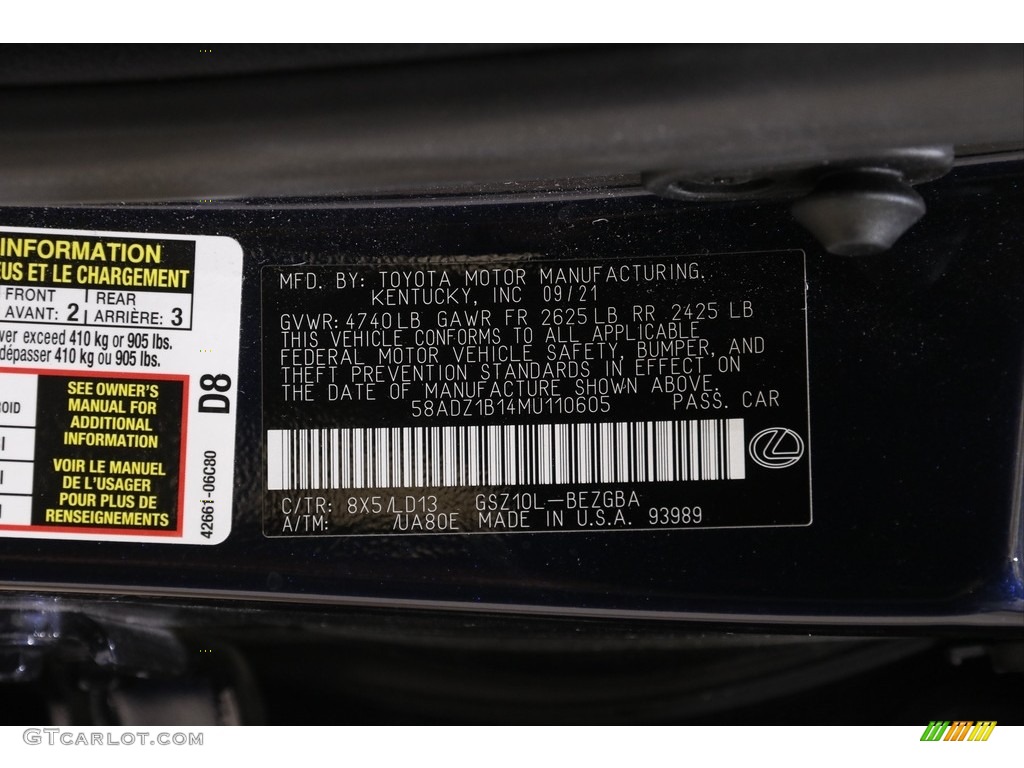 INFORMATION
EUS ET LE CHARGEMENT
FRONT REAR
AVANT: 2 ARRIÈRE: 3
ver exceed 410 kg or 905 lbs.
dépasser 410 kg ou 905 lbs.
SEE OWNER'S
MANUAL FOR
ADDITIONAL
INFORMATION
VOIR LE MANUEL
DE L'USAGER
POUR PLUS DE
RENSEIGNEMENTS
D8
42661-06C80
MFD. BY: TOYOTA MOTOR MANUFACTURING,
KENTUCKY, INC 09/21
GVWR: 4740LB GAWR FR 2625LB RR 2425 LB
THIS VEHICLE CONFORMS TO ALL APPLICABLE
FEDERAL MOTOR VEHICLE SAFETY, BUMPER, AND
THEFT PREVENTION STANDARDS IN EFFECT ON
THE DATE OF MANUFACTURE SHOWN ABOVE.
58ADZ1B14MU110605 PASS. CAR
C/TR: 8X5/LD13 GSZ10L-BEZGBA
A/TM: /UA80E MADE IN U.S.A. 93989
GTcarlot.com